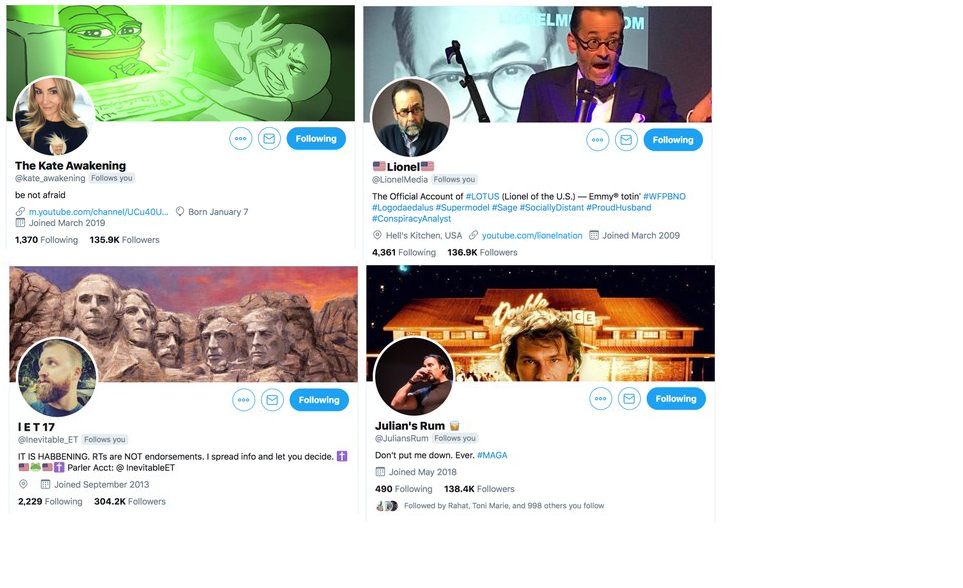 The Kate Awakening
@kate_awakening Follows you
be not afraid
m.youtube.com/channel/UCu40U... Born January 7
Joined March 2019
1,370 Following 135.9K Followers
Following
🇺🇸Lionel🇺🇸
@LionelMedia Follows you
The Official Account of #LOTUS (Lionel of the U.S.) — Emmy® totin' #WFPBNO
#Logodaedalus #Supermodel #Sage #SociallyDistant #ProudHusband
#ConspiracyAnalyst
Hell's Kitchen, USA youtube.com/lionelnation Joined March 2009
4,361 Following 136.9K Followers
Following
I E T 17
@Inevitable_ET Follows you
IT IS HABBENING. RTs are NOT endorsements. I spread info and let you decide. ✝️
🇺🇸🐸🇺🇸✝️ Parler Acct: @ InevitableET
Joined September 2013
2,229 Following 304.2K Followers
Following
Double
Julian's Rum 🥃
@JuliansRum Follows you
Don't put me down. Ever. #MAGA
Joined May 2018
490 Following 138.4K Followers
Followed by Rahat, Toni Marie, and 998 others you follow
Following